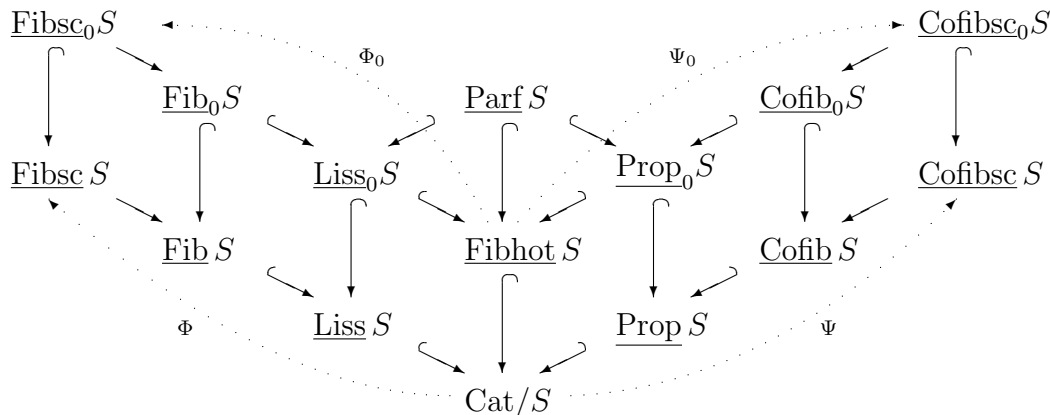 Fibsc₀S Cofibsc₀S
Φ₀ Ψ₀
Fib₀S Parf S Cofib₀S
Fibsc S Liss₀S Prop₀S Cofibsc S
Fib S Fibhot S Cofib S
Φ Liss S Prop S Ψ
Cat/S